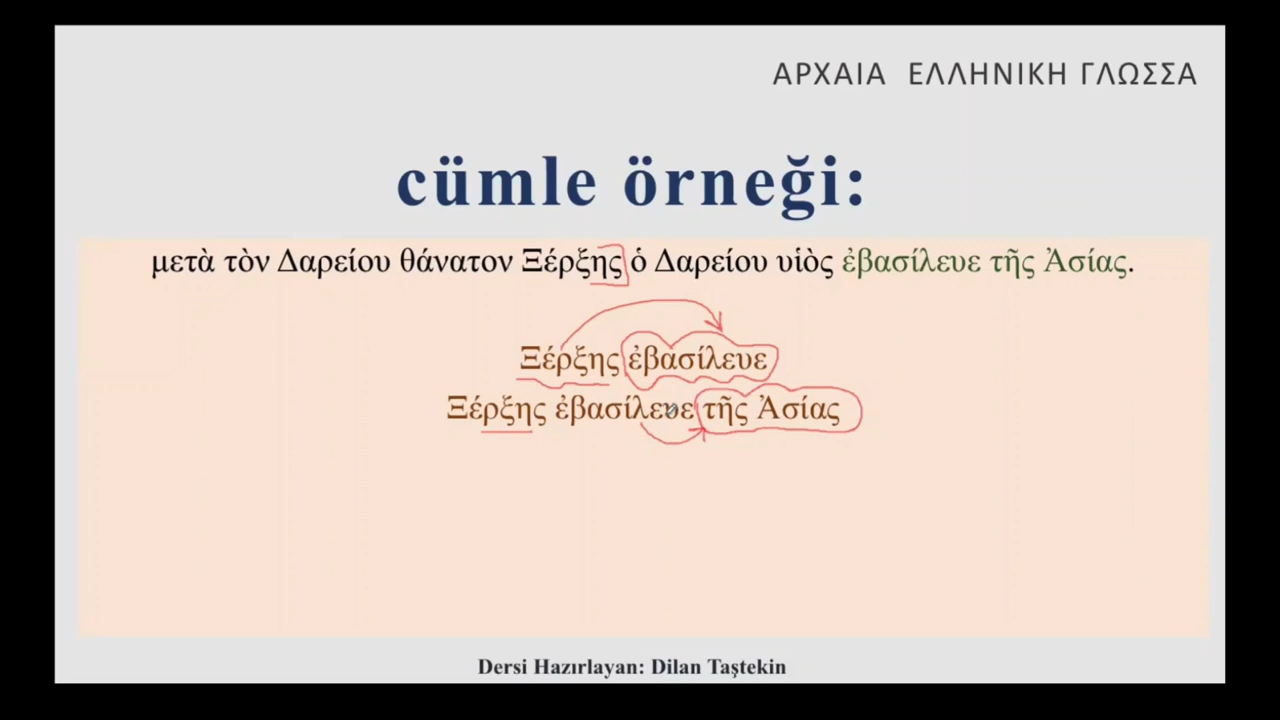 ΑΡΧΑΙΑ ΕΛΛΗΝΙΚΗ ΓΛΩΣΣΑ
cümle örneği:
μετὰ τὸν Δαρείου θάνατον Ξέρξης ὁ Δαρείου υἱὸς ἐβασίλευε τῆς Ἀσίας.
Ξέρξης ἐβασίλευε
Ξέρξης ἐβασίλευε τῆς Ἀσίας
Dersi Hazırlayan: Dilan Taştekin